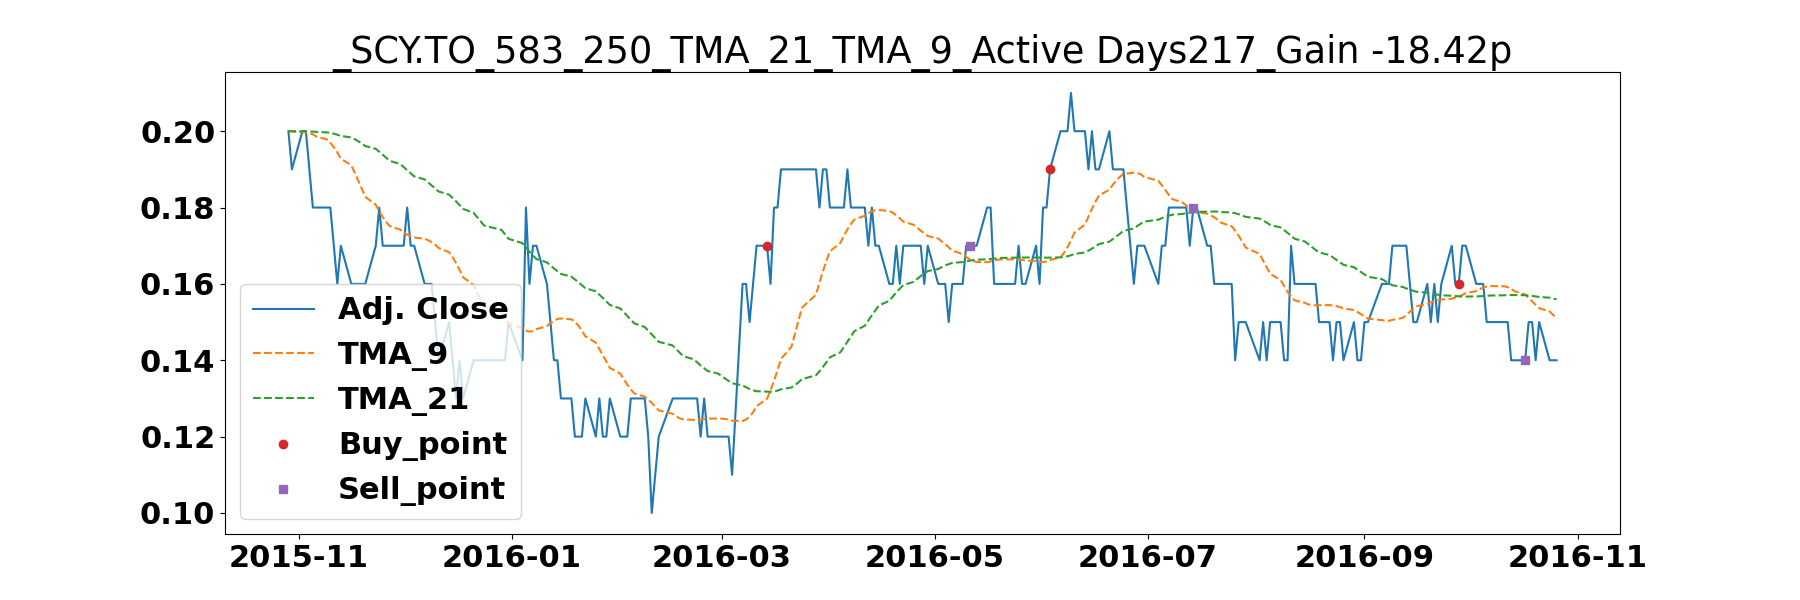 _SCY.TO_583_250_TMA_21_TMA_9_Active Days217_Gain -18.42p
0.20
0.18
0.16
0.14
0.12
0.10
Adj. Close
TMA_9
TMA_21
Buy_point
Sell_point
2015-11 2016-01 2016-03 2016-05 2016-07 2016-09 2016-11